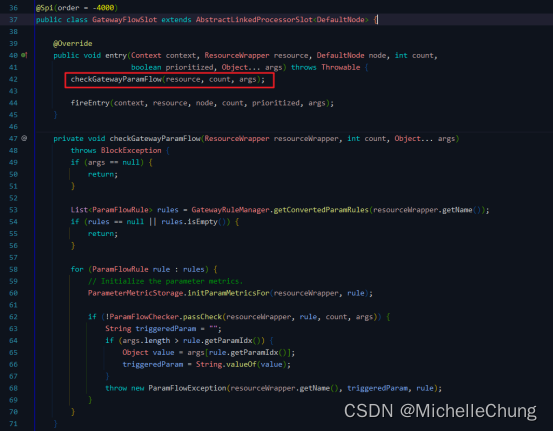 36 @Spi(order = -4000)
37 public class GatewayFlowSlot extends AbstractLinkedProcessorSlot<DefaultNode> {
38
39 @Override
40 public void entry(Context context, ResourceWrapper resource, DefaultNode node, int count,
41 boolean prioritized, Object... args) throws Throwable {
42 checkGatewayParamFlow(resource, count, args);
43
44 fireEntry(context, resource, node, count, prioritized, args);
45 }
46
47 @ private void checkGatewayParamFlow(ResourceWrapper resourceWrapper, int count, Object... args)
48 throws BlockException {
49 if (args == null) {
50 return;
51 }
52
53 List<ParamFlowRule> rules = GatewayRuleManager.getConvertedParamRules(resourceWrapper.getName());
54 if (rules == null || rules.isEmpty()) {
55 return;
56 }
57
58 for (ParamFlowRule rule : rules) {
59 // Initialize the parameter metrics.
60 ParameterMetricStorage.initParamMetricsFor(resourceWrapper, rule);
61
62 if (!ParamFlowChecker.passCheck(resourceWrapper, rule, count, args)) {
63 String triggeredParam = "";
64 if (args.length > rule.getParamIdx()) {
65 Object value = args[rule.getParamIdx()];
66 triggeredParam = String.valueOf(value);
67 }
68 throw new ParamFlowException(resourceWrapper.getName(), triggeredParam, rule);
69 }
70 }
71 }
CSDN @MichelleChung